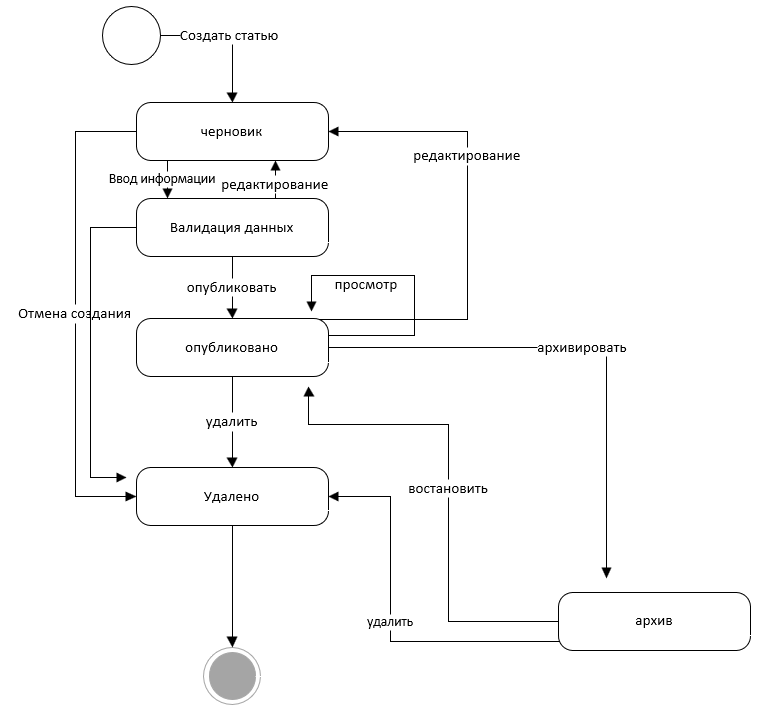 Создать статью
черновик
редактирование
Ввод информации
редактирование
Валидация данных
опубликовать
просмотр
Отмена создания
опубликовано
архивировать
удалить
востановить
Удалено
удалить
архив